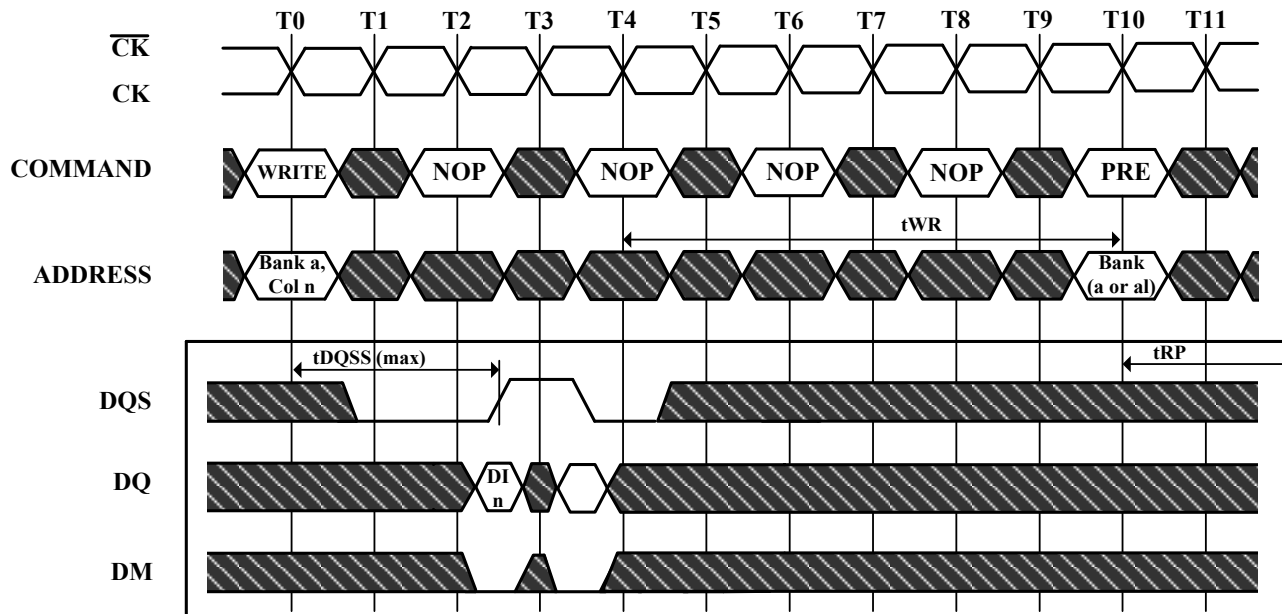 T0 T1 T2 T3 T4 T5 T6 T7 T8 T9 T10 T11
CK
CK
COMMAND
WRITE NOP NOP NOP NOP PRE
tWR
ADDRESS
Bank a,
Col n
Bank
(a or al)
tDQSS (max)
tRP
DQS
DQ
DI
n
DM